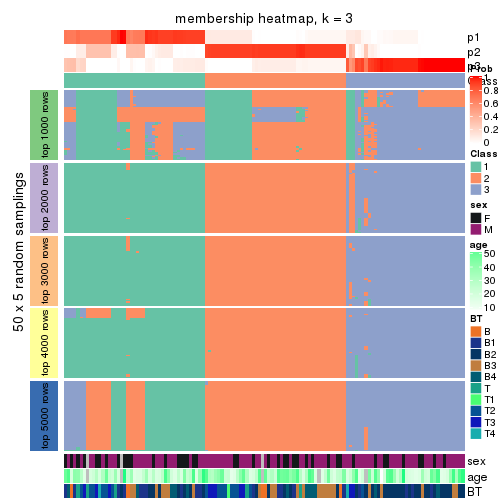 membership heatmap, k = 3
p1
p2
p3
Class
50 x 5 random samplings
top 1000 rows
top 2000 rows
top 3000 rows
top 4000 rows
top 5000 rows
sex
age
BT
Prob
1
0.8
0.6
0.4
0.2
0
Class
1
2
3
sex
F
M
age
50
40
30
20
10
BT
B
B1
B2
B3
B4
T
T1
T2
T3
T4